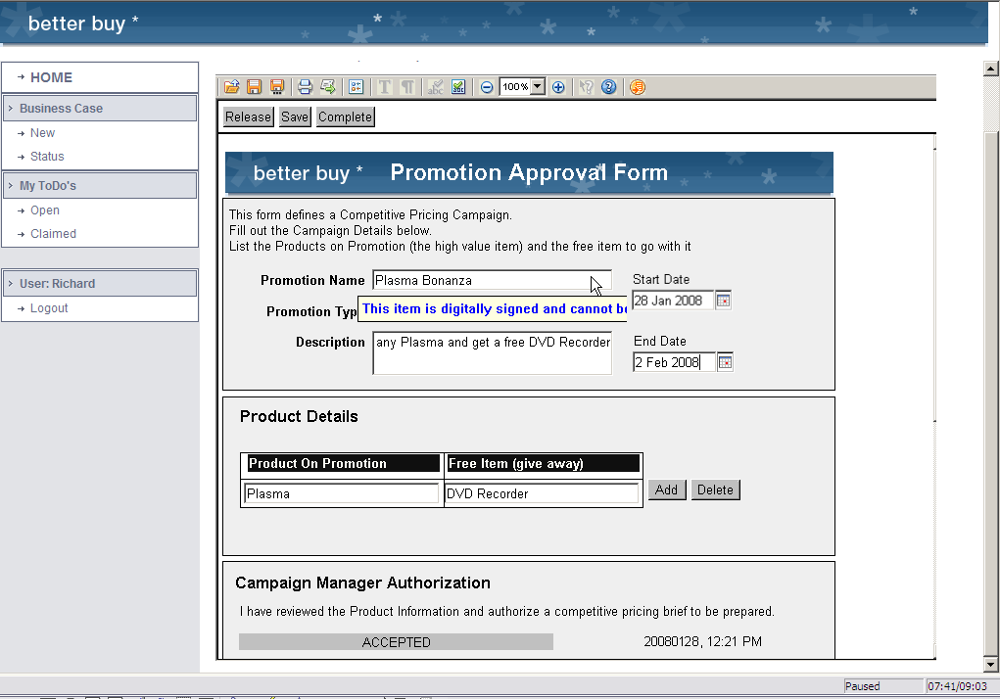 better buy *
HOME
Business Case
New
Status
My ToDo's
Open
Claimed
User: Richard
Logout
100%
Release Save Complete
better buy * Promotion Approval Form
This form defines a Competitive Pricing Campaign.
Fill out the Campaign Details below.
List the Products on Promotion (the high value item) and the free item to go with it
Promotion Name Plasma Bonanza
Start Date
28 Jan 2008
Promotion Typ
This item is digitally signed and cannot be
Description any Plasma and get a free DVD Recorder
End Date
2 Feb 2008
Product Details
Product On Promotion Free Item (give away)
Plasma DVD Recorder Add Delete
Campaign Manager Authorization
I have reviewed the Product Information and authorize a competitive pricing brief to be prepared.
ACCEPTED 20080128, 12:21 PM
Paused 07:41/09:03